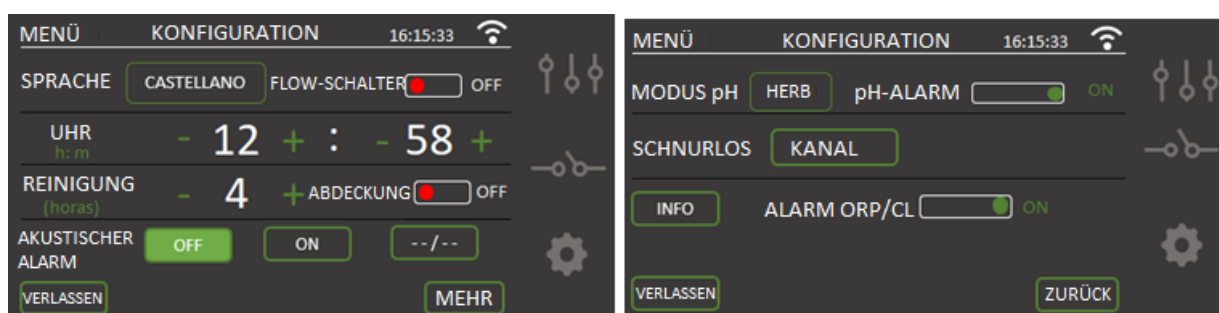 MENÜ KONFIGURATION 16:15:33
SPRACHE CASTELLANO FLOW-SCHALTER OFF
UHR
h: m
- 12 + : - 58 +
REINIGUNG
(horas)
- 4 + ABDECKUNG OFF
AKUSTISCHER
ALARM
OFF ON --/--
VERLASSEN MEHR
MENÜ KONFIGURATION 16:15:33
MODUS pH HERB pH-ALARM ON
SCHNURLOS KANAL
INFO ALARM ORP/CL ON
VERLASSEN ZURÜCK